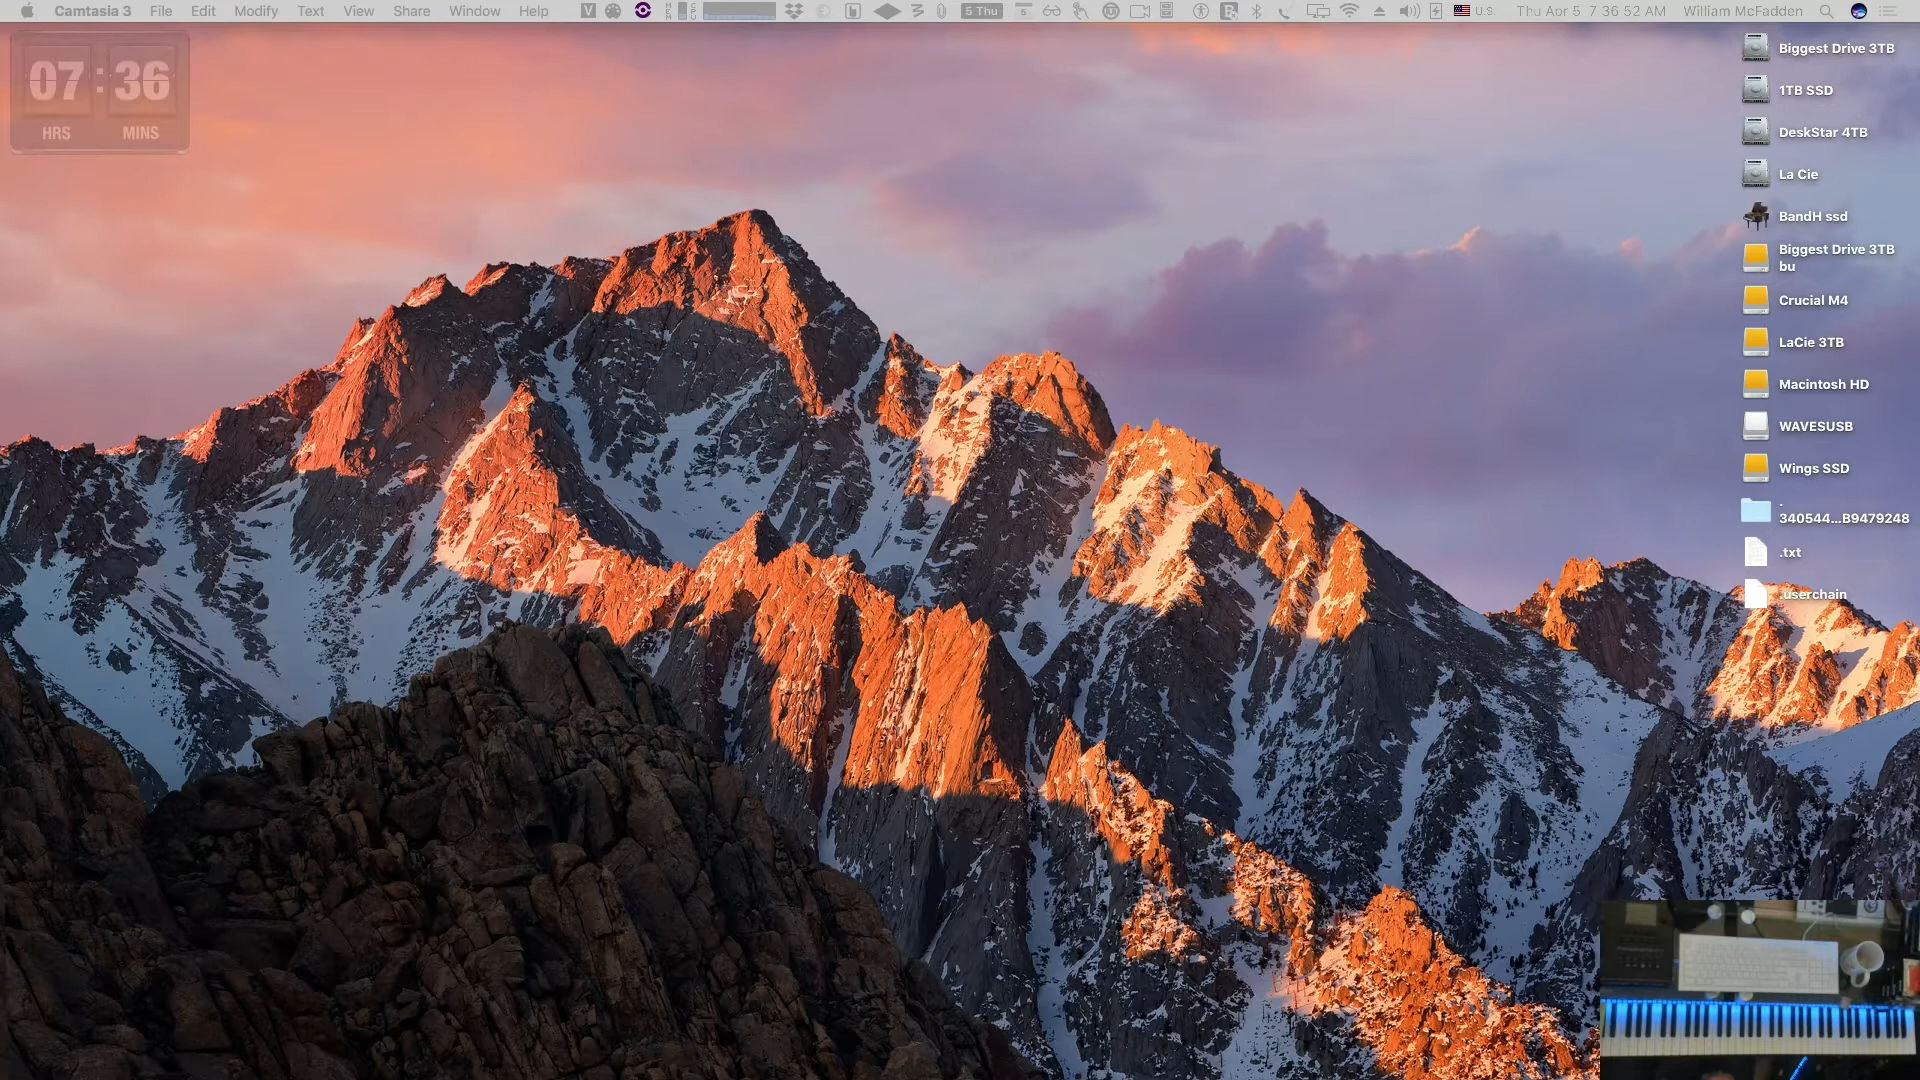 Camtasia 3 File Edit Modify Text View Share Window Help 5 Thu 5 U.S. Thu Apr 5 7 36 52 AM William McFadden
07:36
HRS MINS
Biggest Drive 3TB
1TB SSD
DeskStar 4TB
La Cie
BandH ssd
Biggest Drive 3TB
bu
Crucial M4
LaCie 3TB
Macintosh HD
WAVESUSB
Wings SSD
.
340544...B9479248
.txt
.userchain